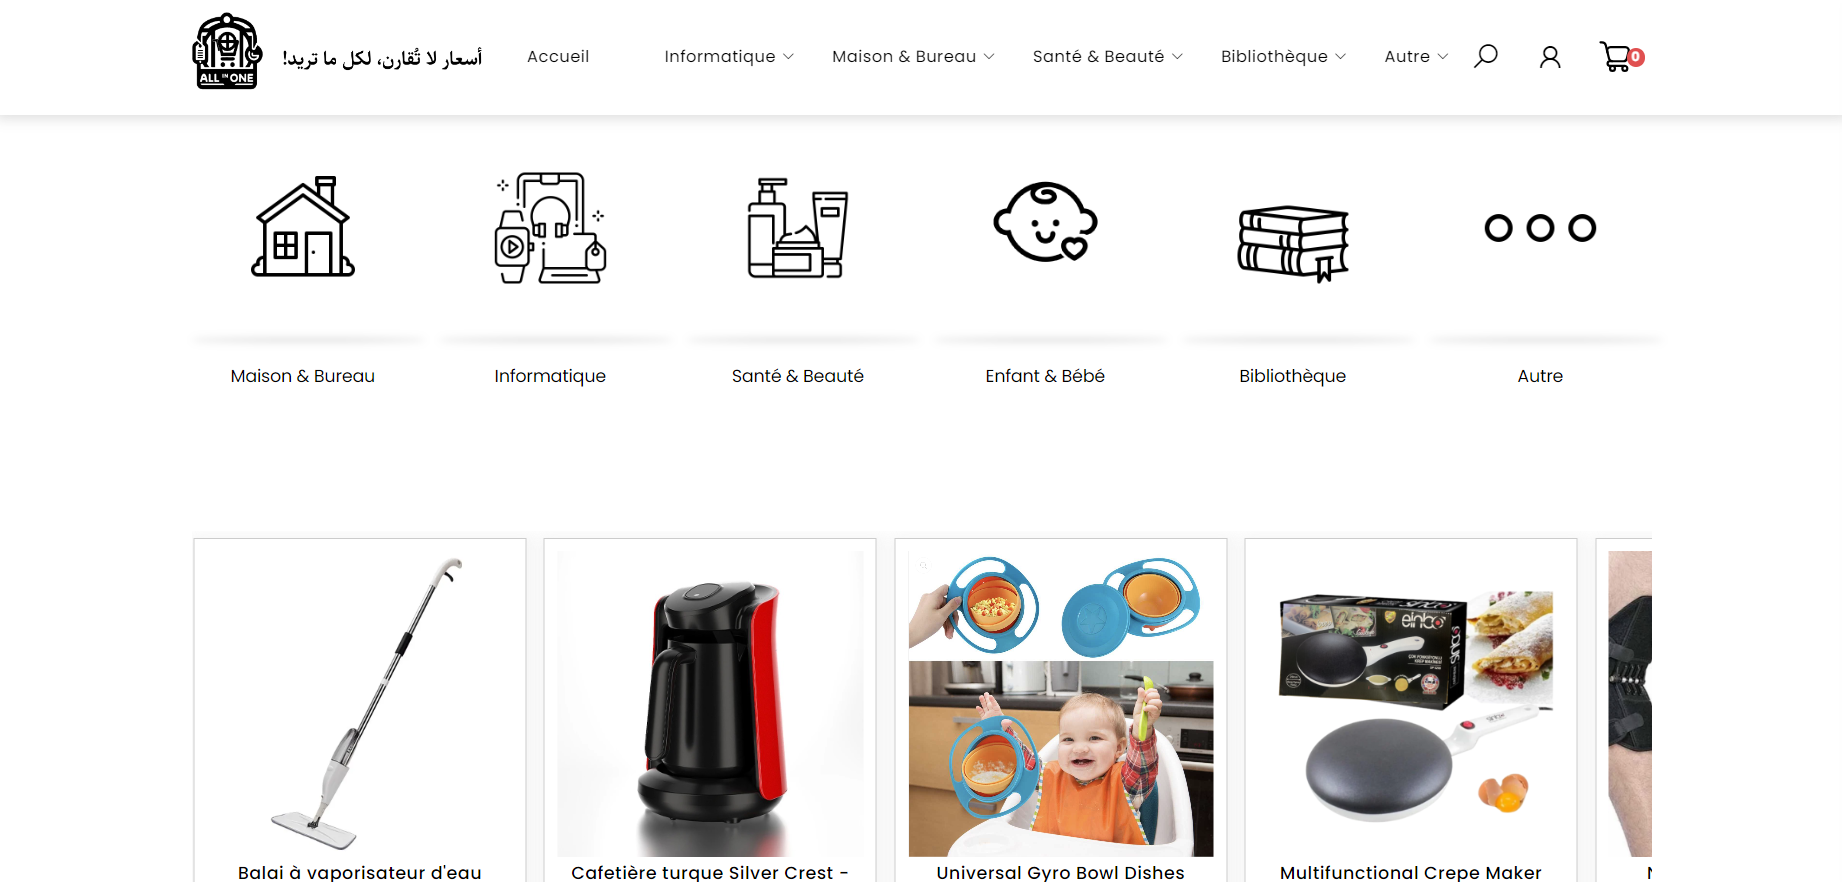 ALL IN ONE
أسعار لا تُقارن، لكل ما تريد!
Accueil
Informatique
Maison & Bureau
Santé & Beauté
Bibliothèque
Autre
0
Maison & Bureau
Informatique
Santé & Beauté
Enfant & Bébé
Bibliothèque
Autre
Balai à vaporisateur d'eau
Cafetière turque Silver Crest -
Universal Gyro Bowl Dishes
Multifunctional Crepe Maker